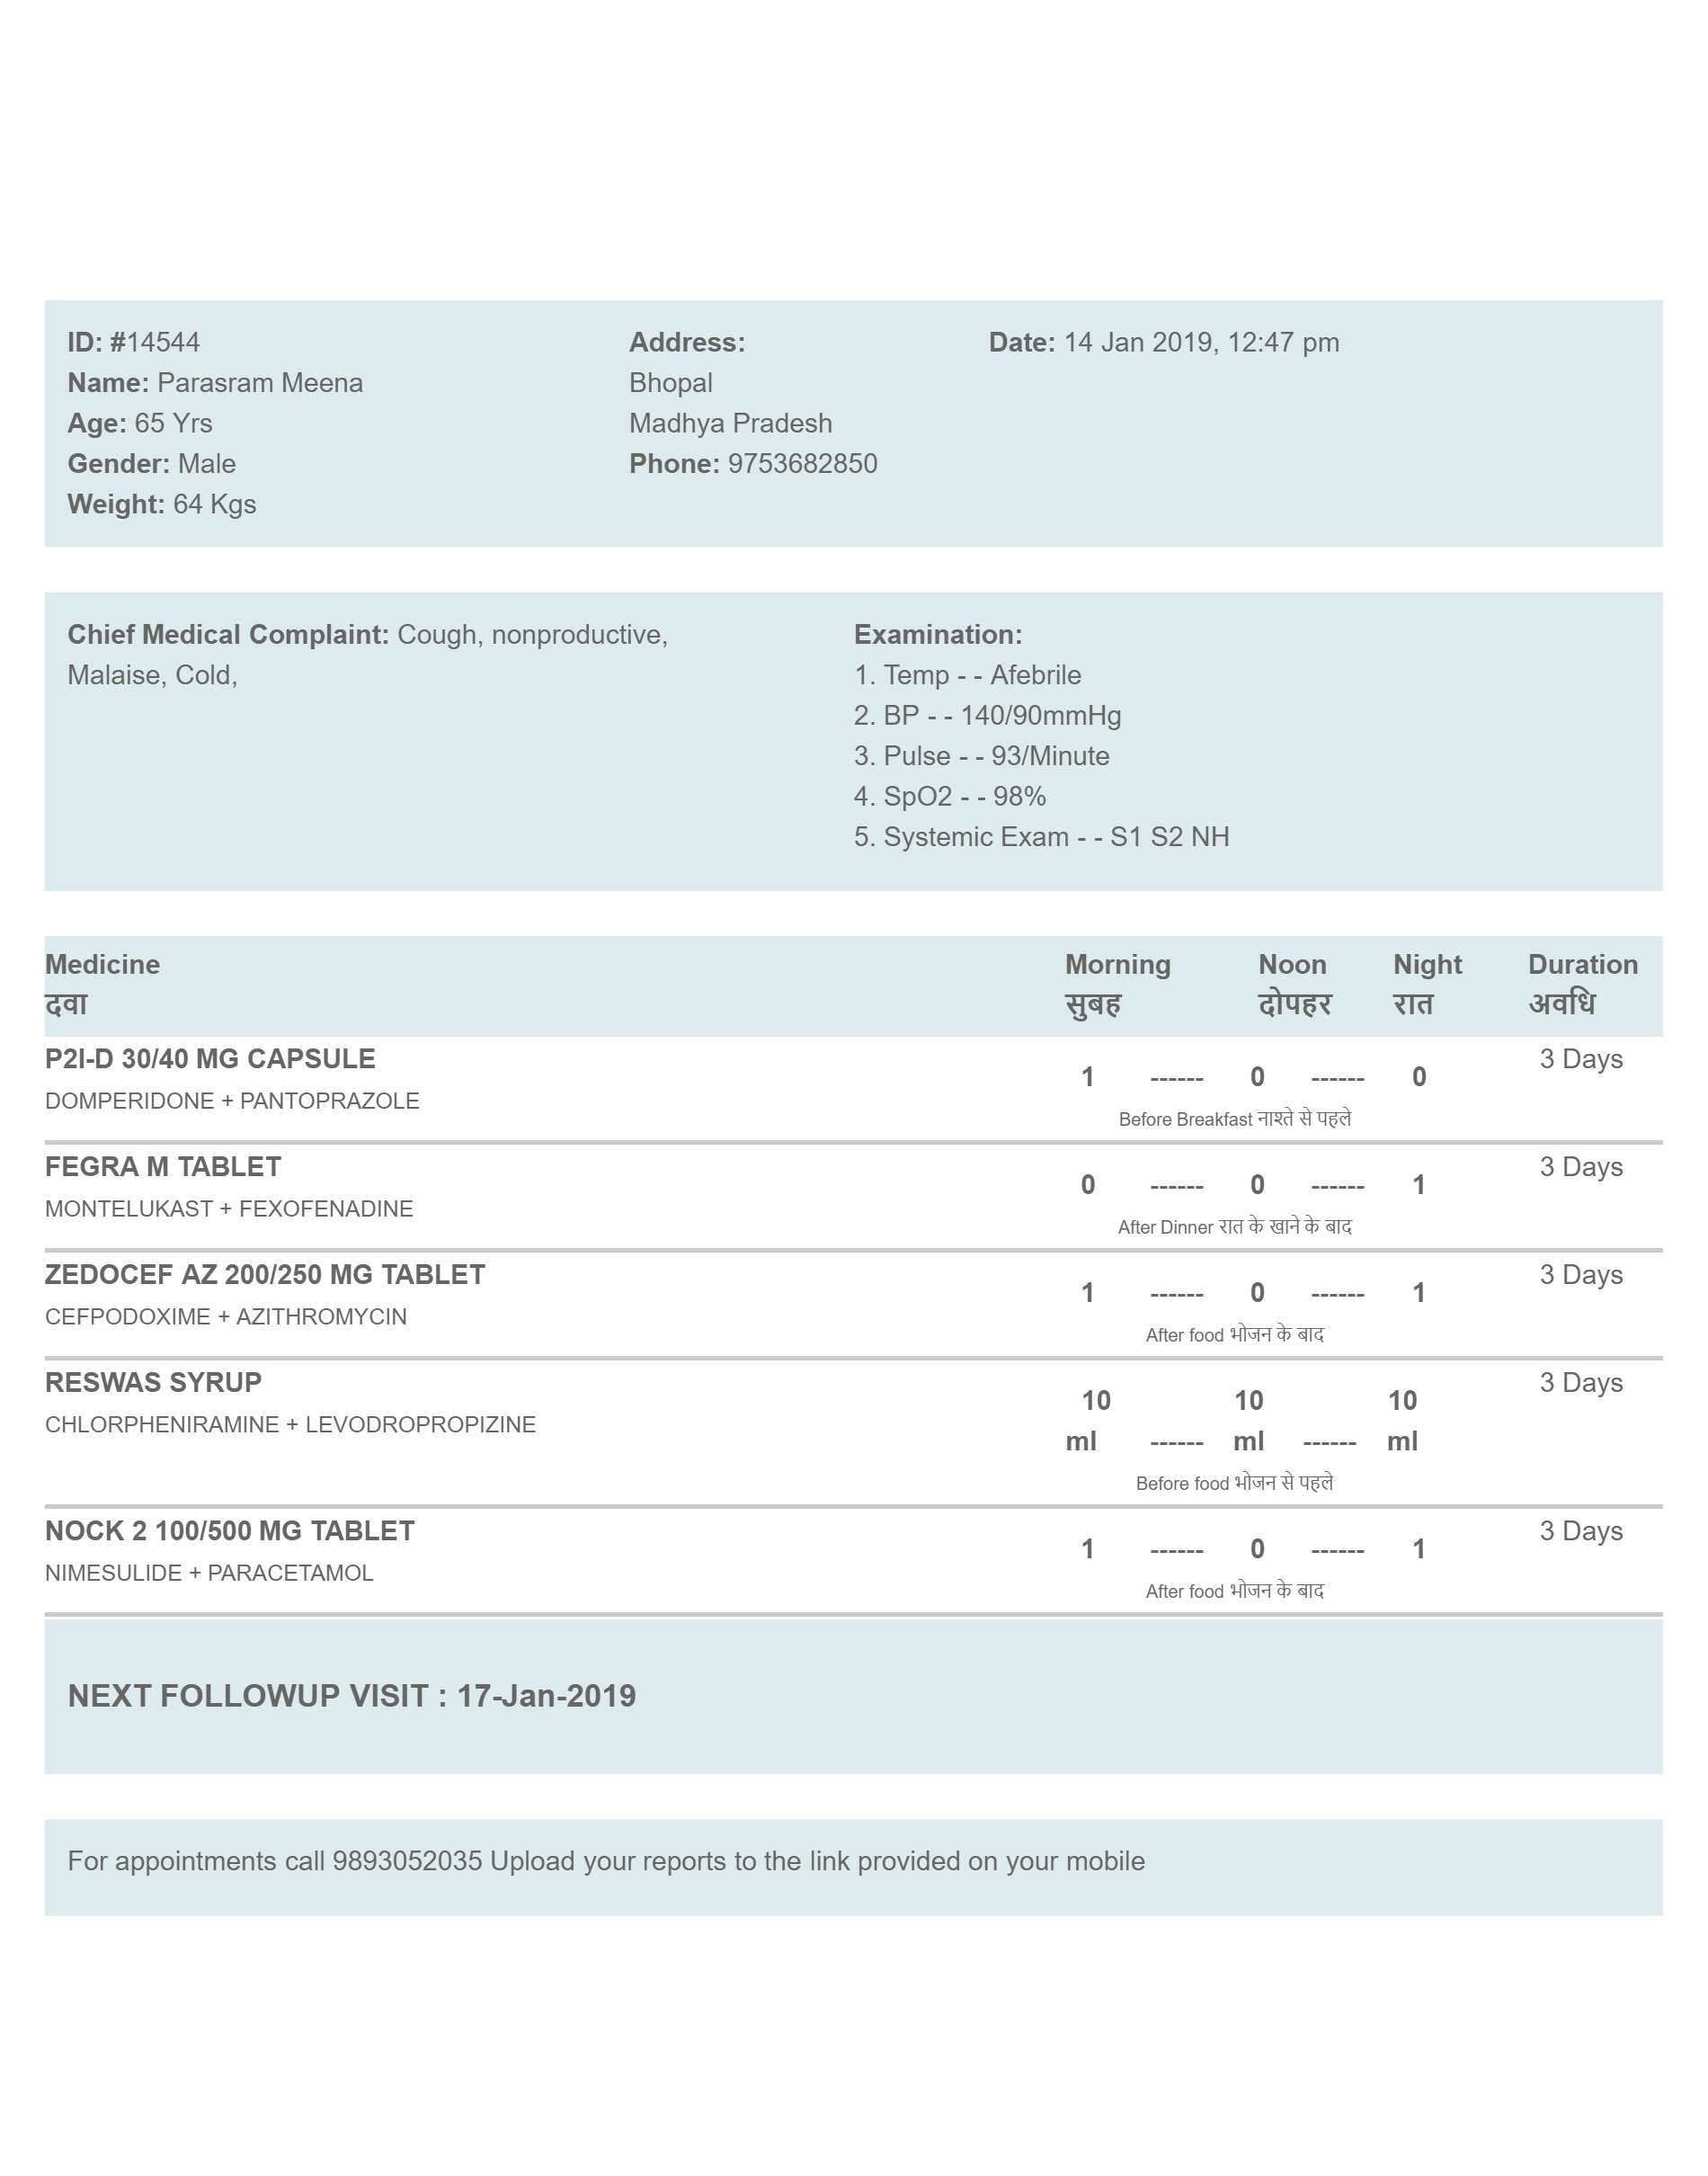 ID: #14544
Name: Parasram Meena
Age: 65 Yrs
Gender: Male
Weight: 64 Kgs
Address:
Bhopal
Madhya Pradesh
Phone: 9753682850
Date: 14 Jan 2019, 12:47 pm
Chief Medical Complaint: Cough, nonproductive,
Malaise, Cold,
Examination:
1. Temp - - Afebrile
2. BP - - 140/90mmHg
3. Pulse - - 93/Minute
4. SpO2 - - 98%
5. Systemic Exam - - S1 S2 NH
Medicine Morning Noon Night Duration
दवा सुबह दोपहर रात अवधि
P2I-D 30/40 MG CAPSULE 3 Days
1 ------ 0 ------ 0
DOMPERIDONE + PANTOPRAZOLE
Before Breakfast नाश्ते से पहले
FEGRA M TABLET 3 Days
0 ------ 0 ------ 1
MONTELUKAST + FEXOFENADINE
After Dinner रात के खाने के बाद
ZEDOCEF AZ 200/250 MG TABLET 3 Days
1 ------ 0 ------ 1
CEFPODOXIME + AZITHROMYCIN
After food भोजन के बाद
RESWAS SYRUP 3 Days
10 10 10
CHLORPHENIRAMINE + LEVODROPROPIZINE
ml ------ ml ------ ml
Before food भोजन से पहले
NOCK 2 100/500 MG TABLET 3 Days
1 ------ 0 ------ 1
NIMESULIDE + PARACETAMOL
After food भोजन के बाद
NEXT FOLLOWUP VISIT : 17-Jan-2019
For appointments call 9893052035 Upload your reports to the link provided on your mobile